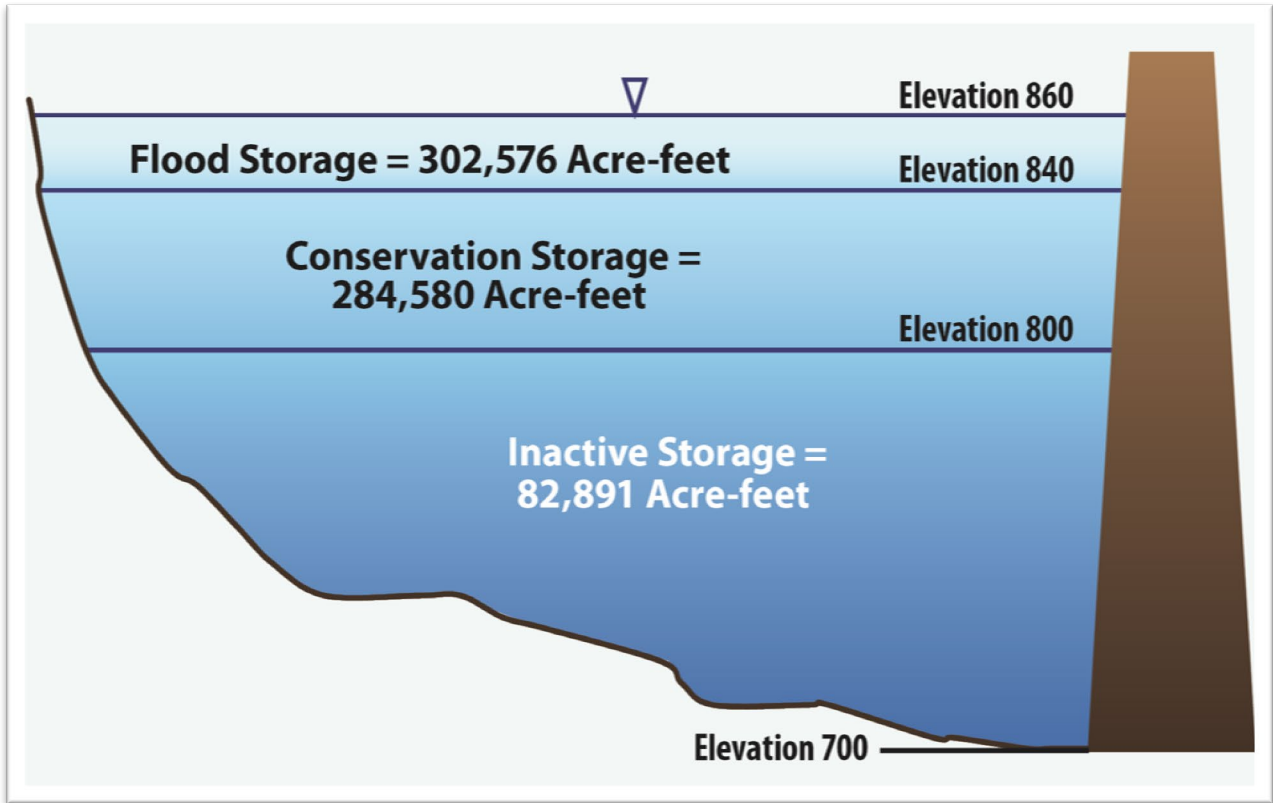 Elevation 860
Flood Storage = 302,576 Acre-feet
Elevation 840
Conservation Storage =
284,580 Acre-feet
Elevation 800
Inactive Storage =
82,891 Acre-feet
Elevation 700